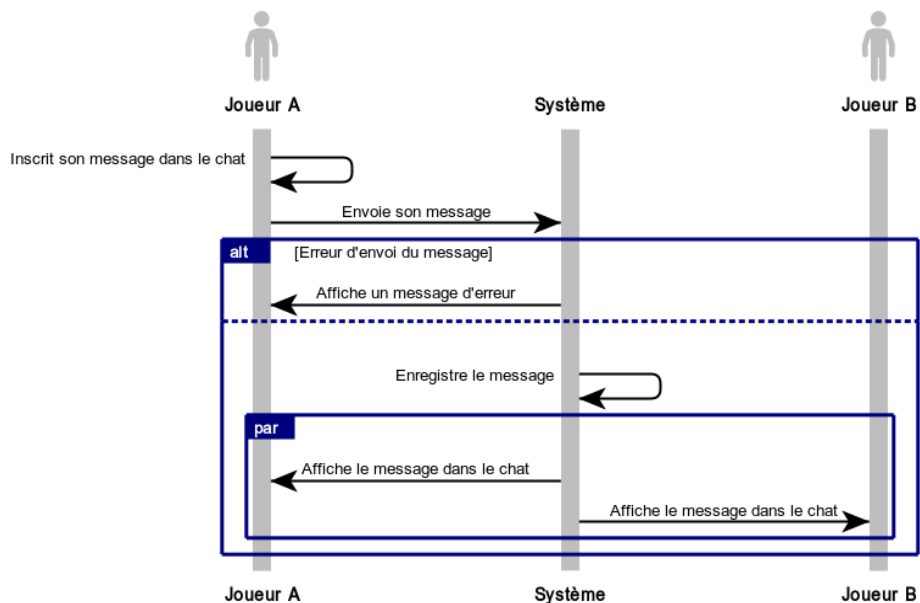 Joueur A
Système
Joueur B
Inscrit son message dans le chat
Envoie son message
alt
[Erreur d'envoi du message]
Affiche un message d'erreur
Enregistre le message
par
Affiche le message dans le chat
Affiche le message dans le chat
Joueur A
Système
Joueur B